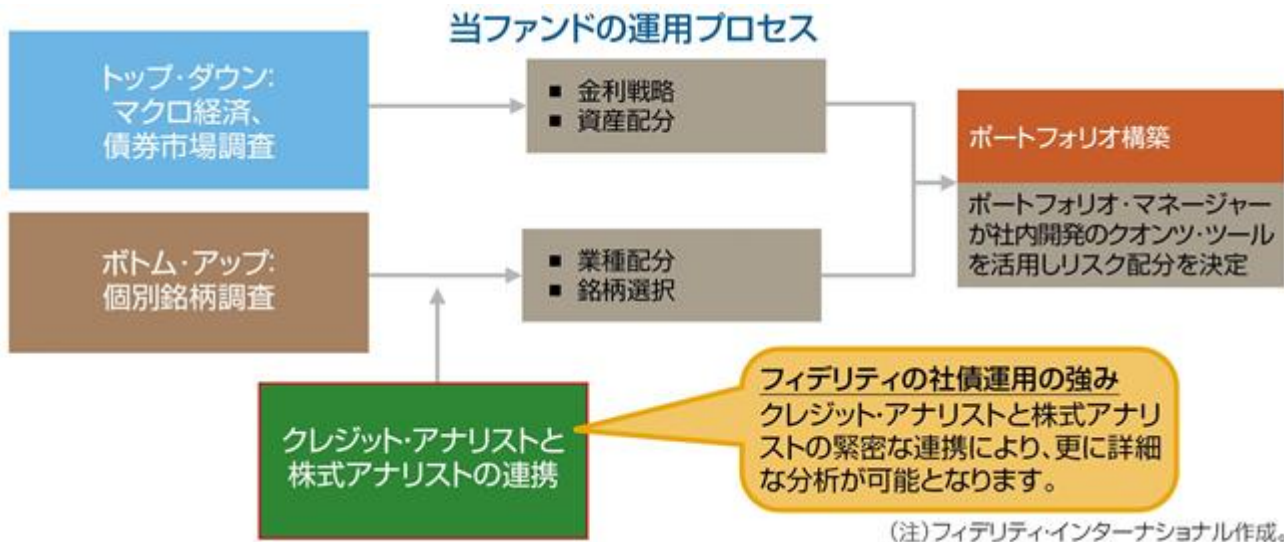 当ファンドの運用プロセス
トップ・ダウン:
マクロ経済、
債券市場調査
■ 金利戦略
■ 資産配分
ボトム・アップ:
個別銘柄調査
■ 業種配分
■ 銘柄選択
ポートフォリオ構築
ポートフォリオ・マネージャー
が社内開発のクオンツ・ツール
を活用しリスク配分を決定
クレジット・アナリストと
株式アナリストの連携
フィデリティの社債運用の強み
クレジット・アナリストと株式アナリ
ストの緊密な連携により、更に詳細
な分析が可能となります。
(注)フィデリティ・インターナショナル作成。